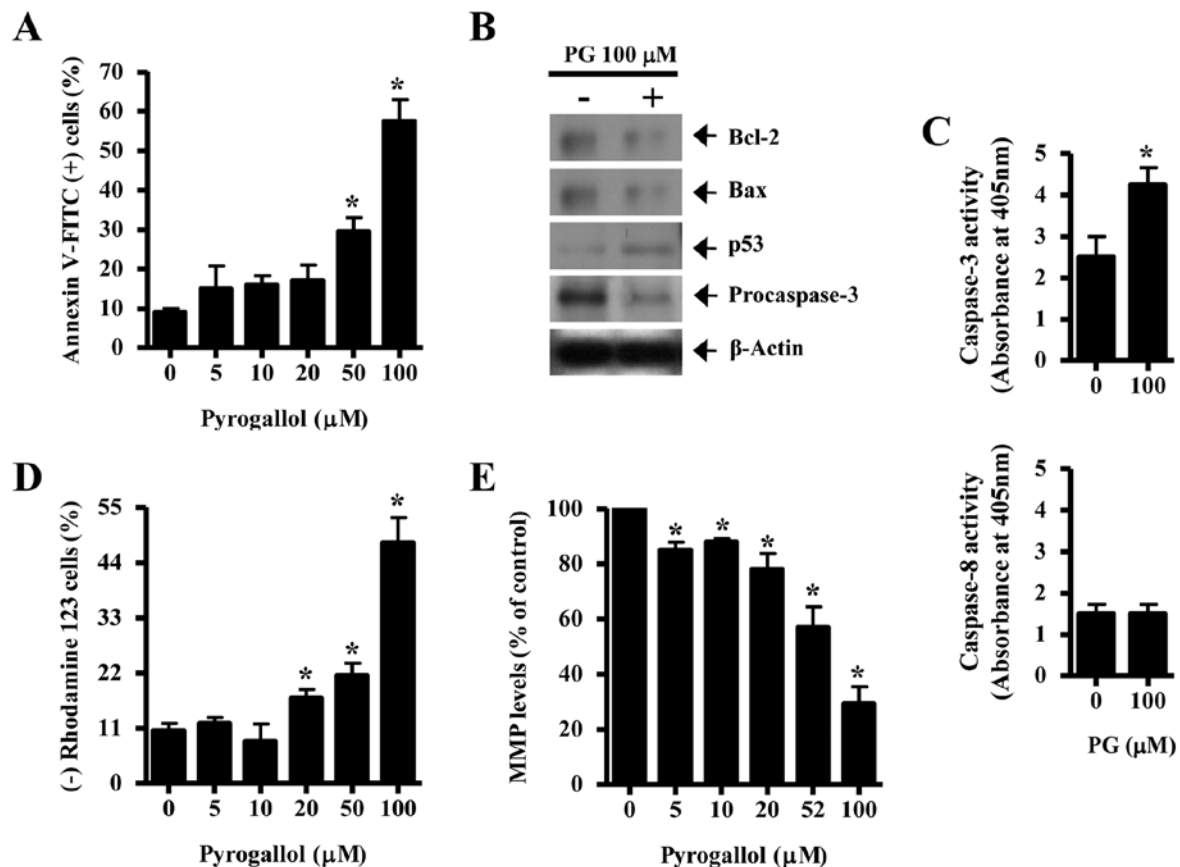 A
Annexin V-FITC (+) cells (%)
70
60
50
40
30
20
10
0
* *
0 5 10 20 50 100
Pyrogallol (μM)
B
PG 100 μM
- +
Bcl-2
Bax
p53
Procaspase-3
β-Actin
C
Caspase-3 activity
(Absorbance at 405nm)
5
4
3
2
1
0
*
0 100
Caspase-8 activity
(Absorbance at 405nm)
5
4
3
2
1
0
0 100
PG (μM)
D
(-) Rhodamine 123 cells (%)
55
44
33
22
11
0
* * *
0 5 10 20 50 100
Pyrogallol (μM)
E
MMP levels (% of control)
100
80
60
40
20
0
* * * * *
0 5 10 20 52 100
Pyrogallol (μM)